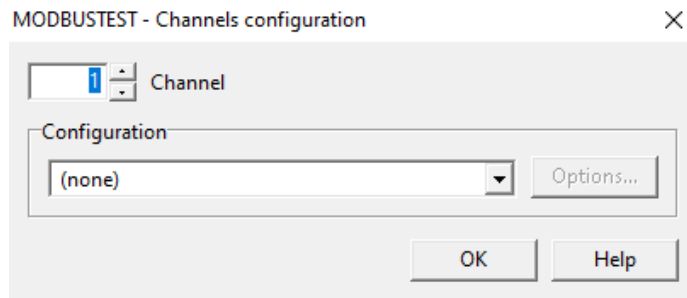 MODBUSTEST - Channels configuration
1 Channel
Configuration
(none) Options...
OK Help